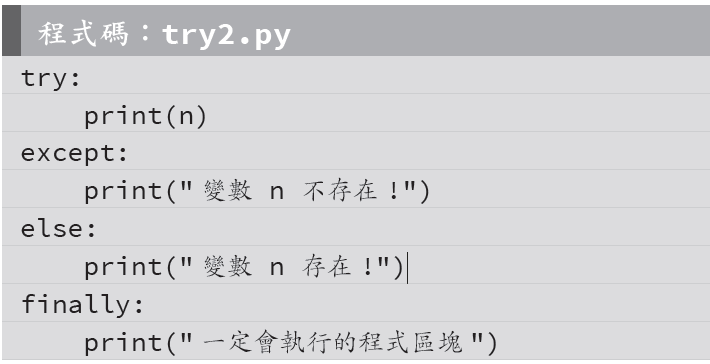 程式碼：try2.py
try:
    print(n)
except:
    print(" 變數 n 不存在 !")
else:
    print(" 變數 n 存在 !")
finally:
    print(" 一定會執行的程式區塊 ")